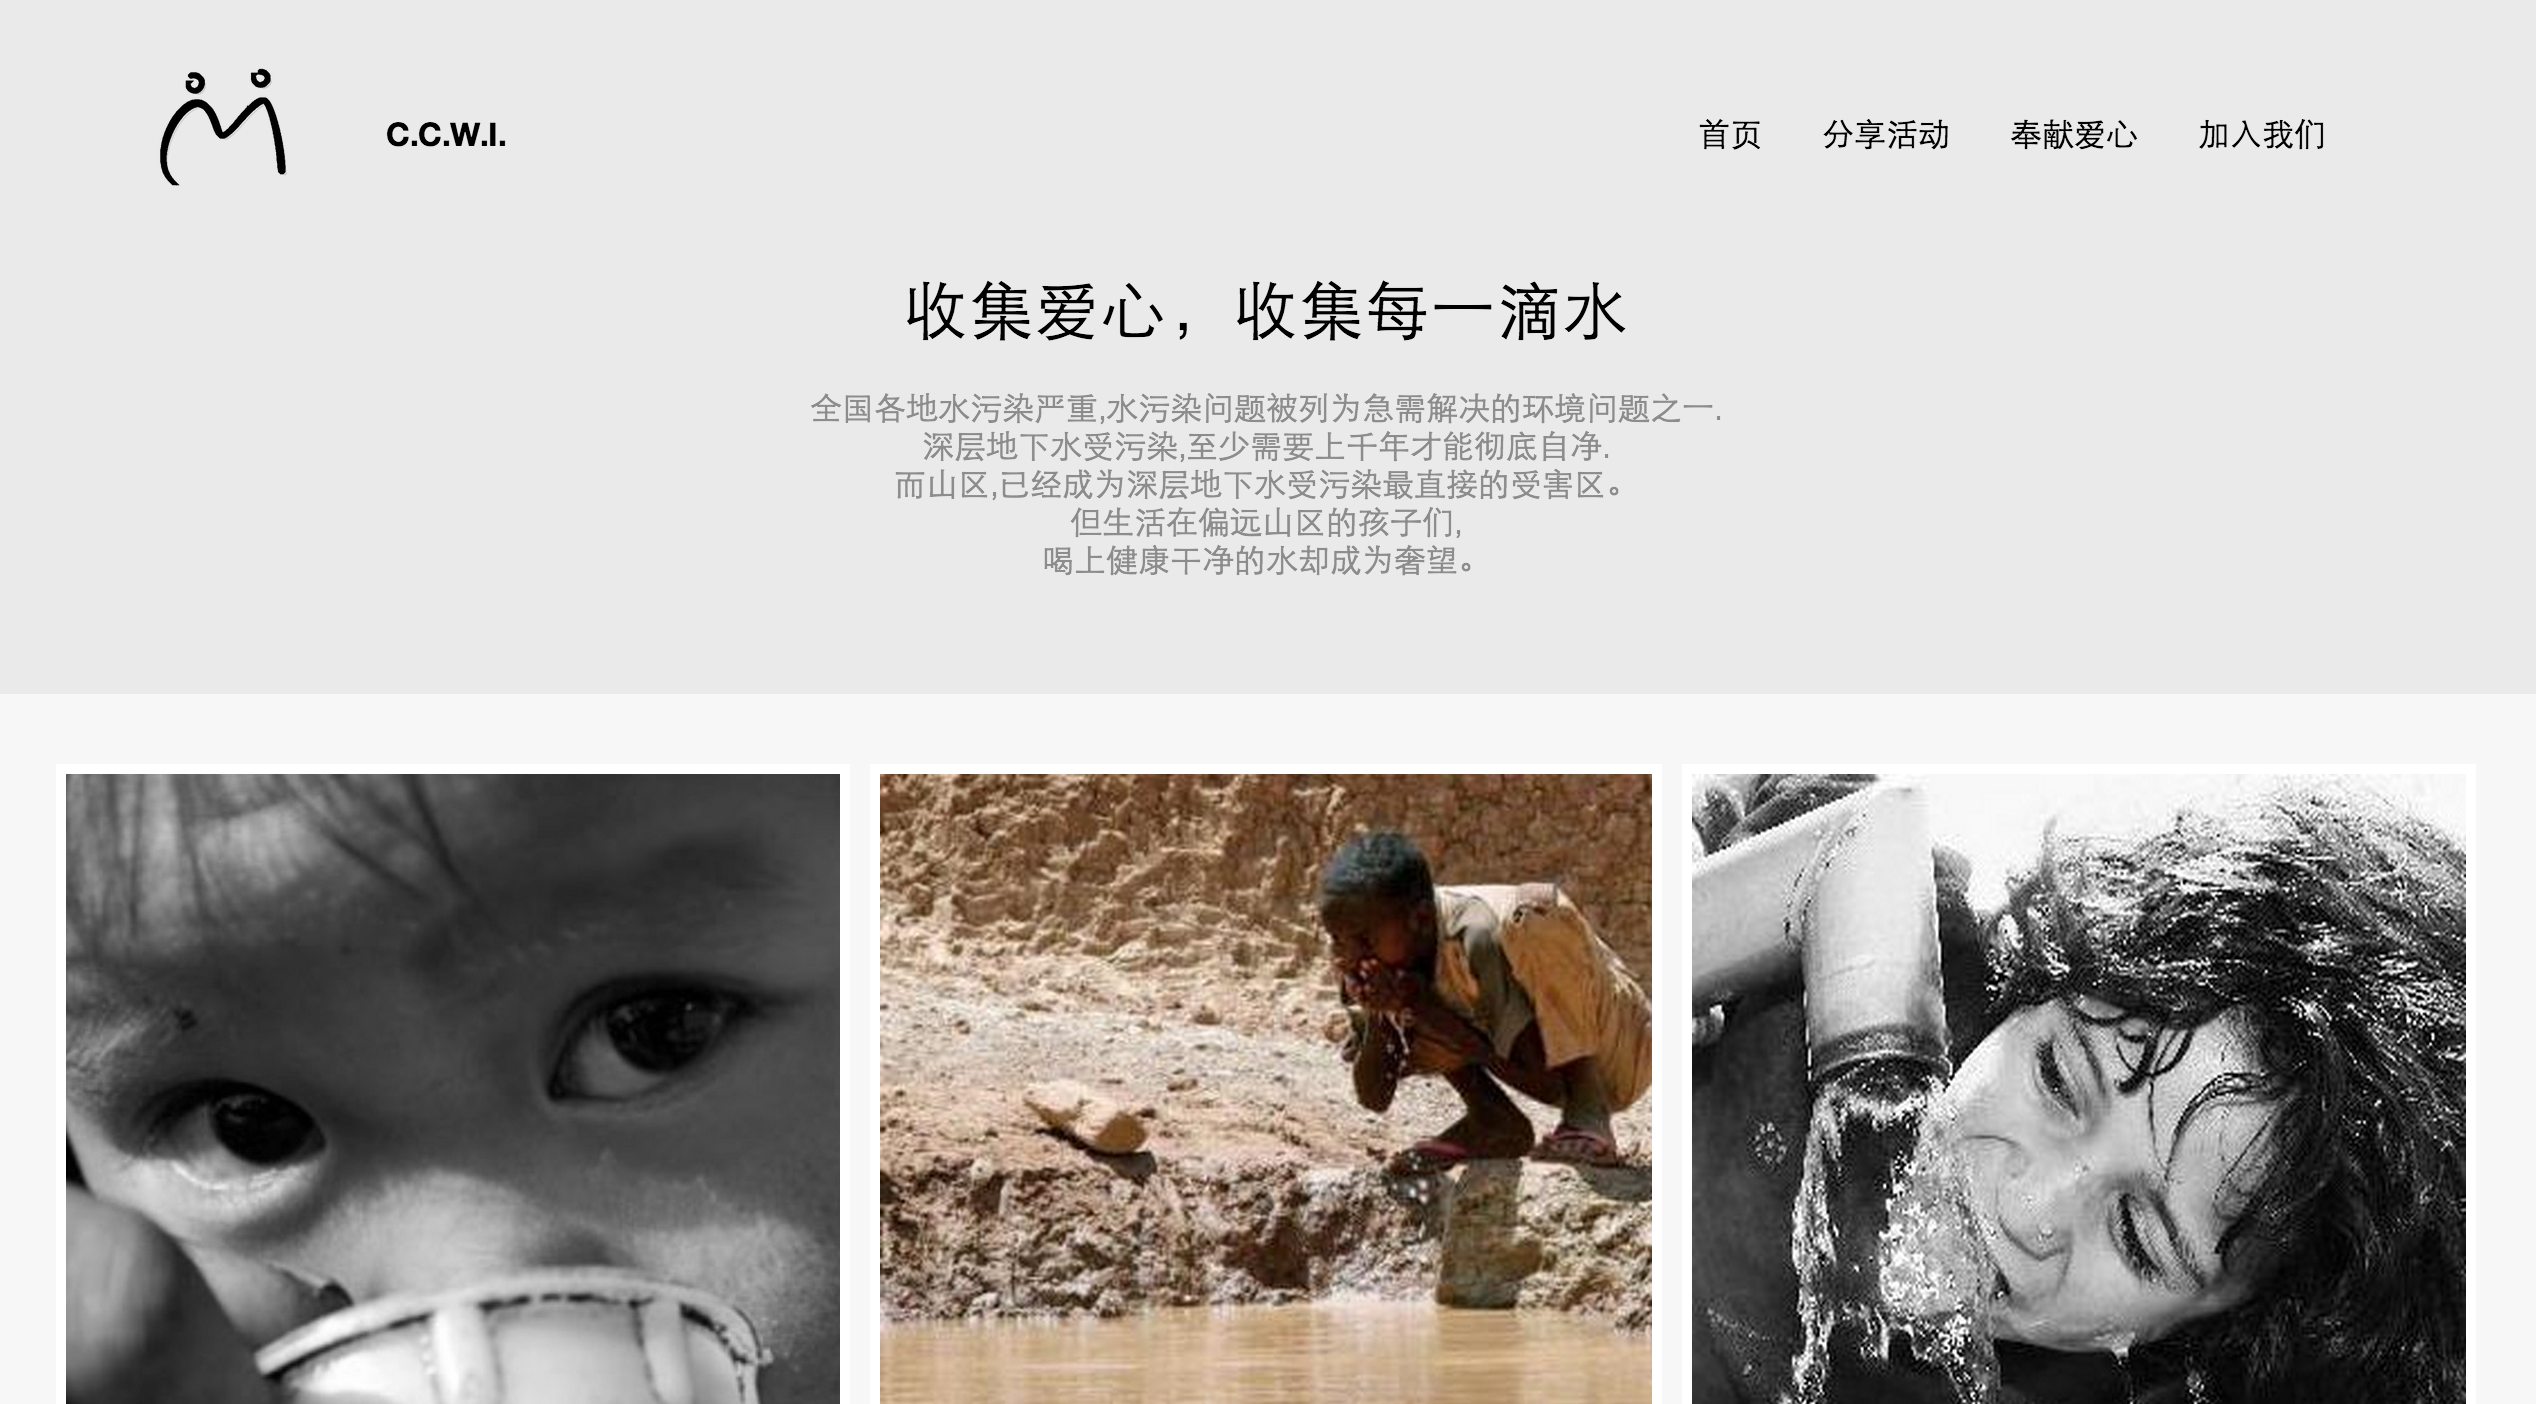 C.C.W.I.
首页 分享活动 奉献爱心 加入我们
收集爱心，收集每一滴水
全国各地水污染严重,水污染问题被列为急需解决的环境问题之一.
深层地下水受污染,至少需要上千年才能彻底自净.
而山区,已经成为深层地下水受污染最直接的受害区。
但生活在偏远山区的孩子们,
喝上健康干净的水却成为奢望。